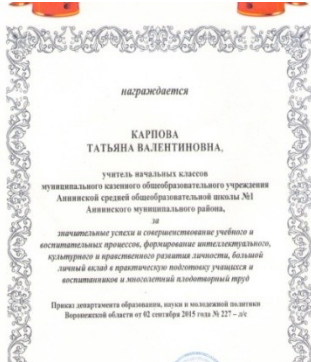 награждается
КАРПОВА
ТАТЬЯНА ВАЛЕНТИНОВНА,
учитель начальных классов
муниципального казенного общеобразовательного учреждения
Аннинской средней общеобразовательной школы №1
Аннинского муниципального района,
за
значительные успехи в совершенствование учебного и
воспитательных процессов, формирование интеллектуального,
культурного и нравственного развития личности, большой
личный вклад в практическую подготовку учащихся и
воспитанников и многолетний плодотворный труд
Приказ департамента образования, науки и молодежной политики
Воронежской области от 02 сентября 2015 года № 227 – л/с